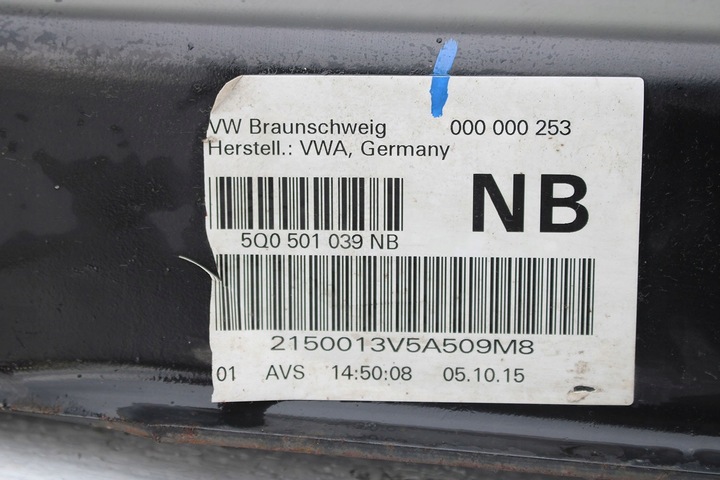 VW Braunschweig 000 000 253
Herstell.: VWA, Germany
NB
5Q0 501 039 NB
2150013V5A509M8
01 AVS 14:50:08 05.10.15